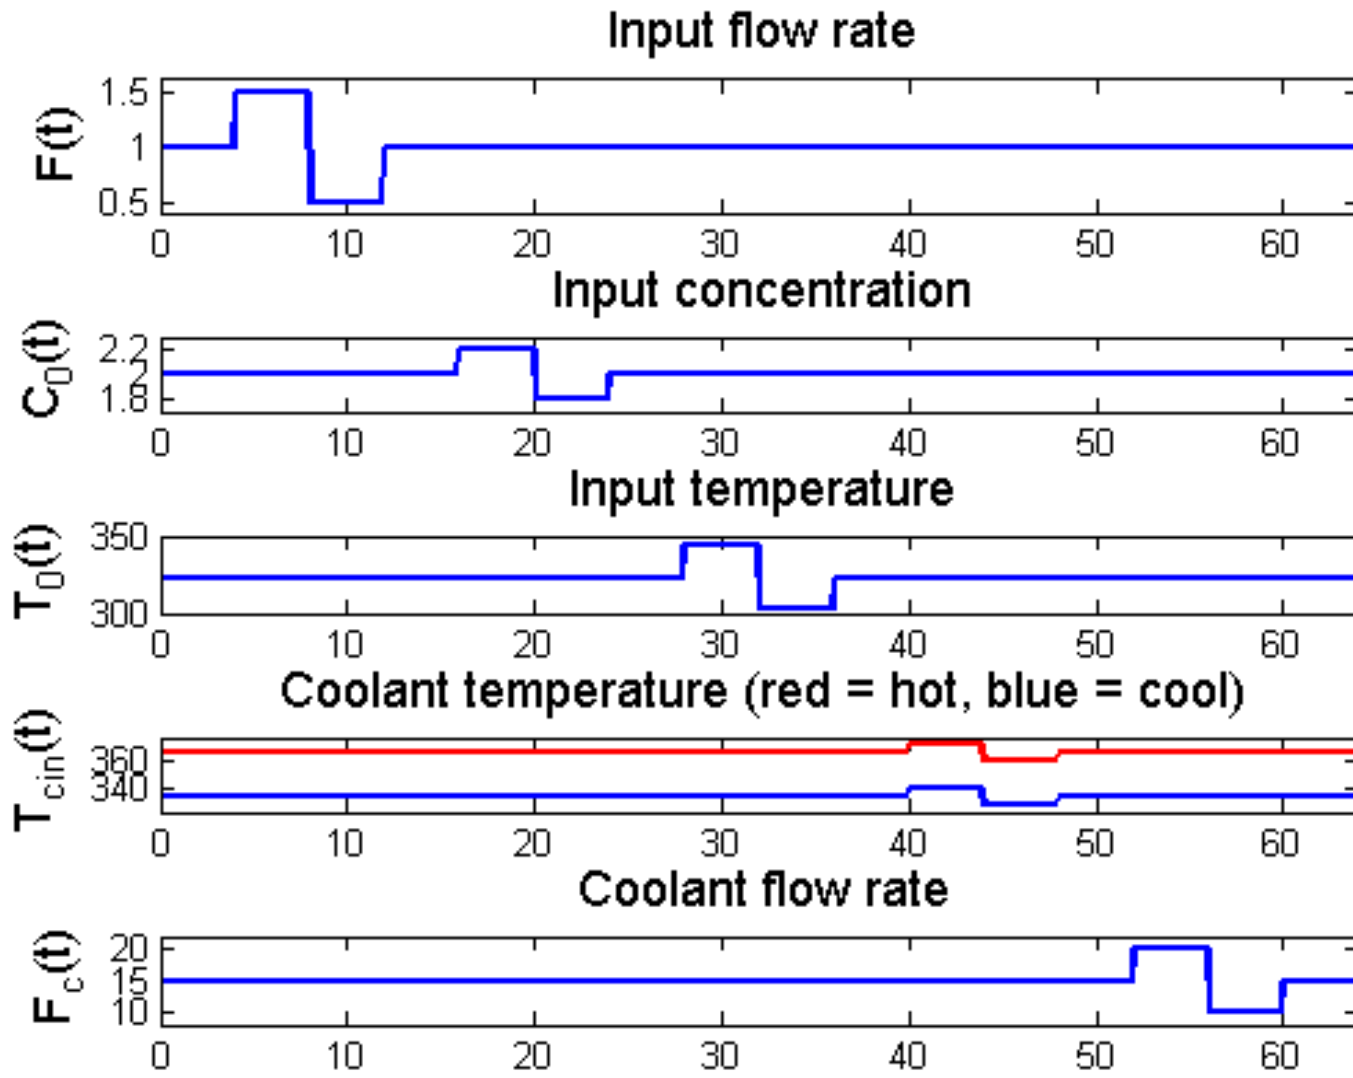 Input flow rate
F(t)
1.5
1
0.5
0 10 20 30 40 50 60
Input concentration
C₀(t)
2.2
2
1.8
0 10 20 30 40 50 60
Input temperature
T₀(t)
350
300
0 10 20 30 40 50 60
Coolant temperature (red = hot, blue = cool)
T_cin(t)
360
340
0 10 20 30 40 50 60
Coolant flow rate
F_c(t)
20
15
10
0 10 20 30 40 50 60